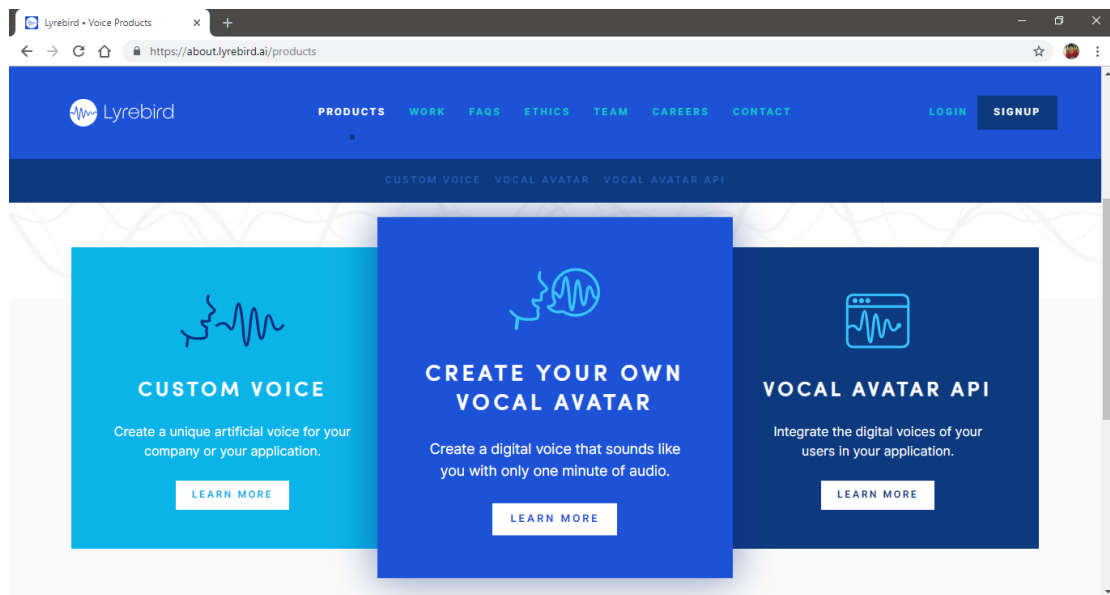 Lyrebird • Voice Products
https://about.lyrebird.ai/products
Lyrebird
PRODUCTS WORK FAQS ETHICS TEAM CAREERS CONTACT LOGIN SIGNUP
CUSTOM VOICE VOCAL AVATAR VOCAL AVATAR API
CUSTOM VOICE
Create a unique artificial voice for your
company or your application.
LEARN MORE
CREATE YOUR OWN
VOCAL AVATAR
Create a digital voice that sounds like
you with only one minute of audio.
LEARN MORE
VOCAL AVATAR API
Integrate the digital voices of your
users in your application.
LEARN MORE